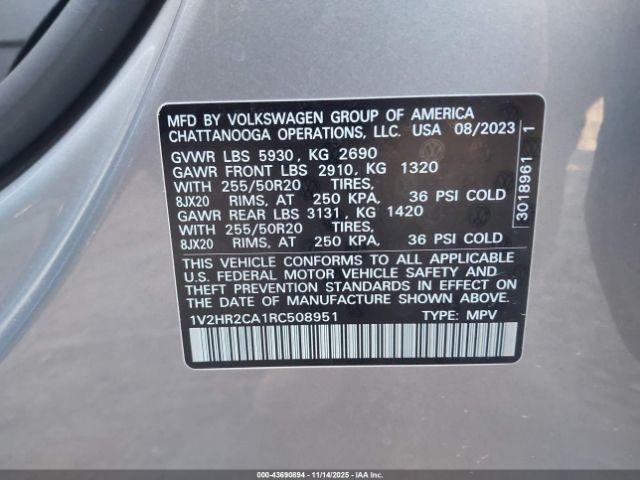 MFD BY VOLKSWAGEN GROUP OF AMERICA
CHATTANOOGA OPERATIONS, LLC. USA 08/2023
GVWR LBS 5930, KG 2690
GAWR FRONT LBS 2910, KG 1320
WITH 255/50R20 TIRES,
8JX20 RIMS, AT 250 KPA, 36 PSI COLD
GAWR REAR LBS 3131, KG 1420
WITH 255/50R20 TIRES,
8JX20 RIMS, AT 250 KPA, 36 PSI COLD
THIS VEHICLE CONFORMS TO ALL APPLICABLE
U.S. FEDERAL MOTOR VEHICLE SAFETY AND
THEFT PREVENTION STANDARDS IN EFFECT ON
DATE OF MANUFACTURE SHOWN ABOVE.
1V2HR2CA1RC508951 TYPE: MPV
3018961 1
000-43690894 - 11/14/2025 - IAAI.COM